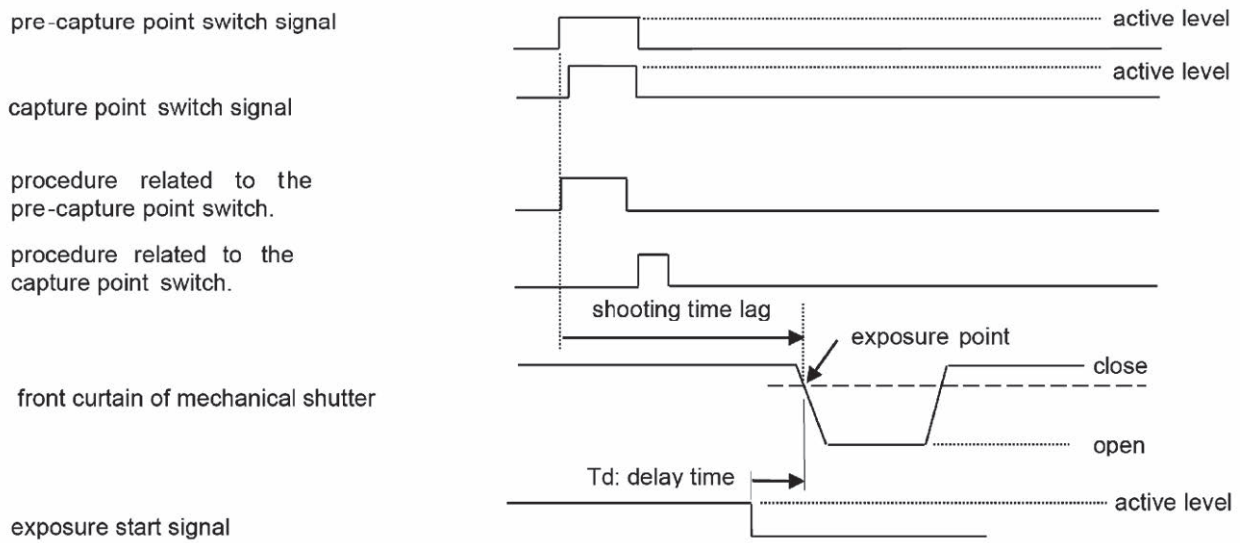 pre-capture point switch signal
active level
active level
capture point switch signal
procedure related to the
pre-capture point switch.
procedure related to the
capture point switch.
shooting time lag
exposure point
close
front curtain of mechanical shutter
open
Td: delay time
active level
exposure start signal